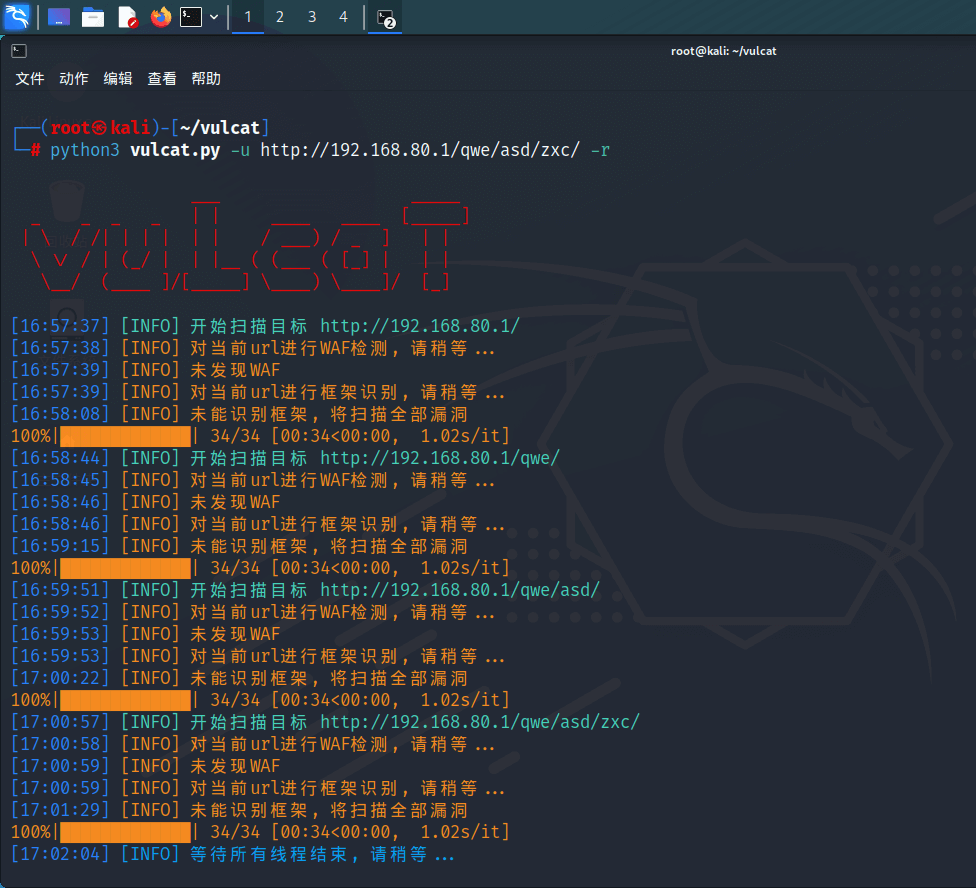 1 2 3 4 2
root@kali: ~/vulcat
文件 动作 编辑 查看 帮助
┌──(root㉿kali)-[~/vulcat]
└─# python3 vulcat.py -u http://192.168.80.1/qwe/asd/zxc/ -r
VULCaT
[16:57:37] [INFO] 开始扫描目标 http://192.168.80.1/
[16:57:38] [INFO] 对当前url进行WAF检测, 请稍等...
[16:57:39] [INFO] 未发现WAF
[16:57:39] [INFO] 对当前url进行框架识别, 请稍等...
[16:58:08] [INFO] 未能识别框架, 将扫描全部漏洞
100%|█████████████| 34/34 [00:34<00:00, 1.02s/it]
[16:58:44] [INFO] 开始扫描目标 http://192.168.80.1/qwe/
[16:58:45] [INFO] 对当前url进行WAF检测, 请稍等...
[16:58:46] [INFO] 未发现WAF
[16:58:46] [INFO] 对当前url进行框架识别, 请稍等...
[16:59:15] [INFO] 未能识别框架, 将扫描全部漏洞
100%|█████████████| 34/34 [00:34<00:00, 1.02s/it]
[16:59:51] [INFO] 开始扫描目标 http://192.168.80.1/qwe/asd/
[16:59:52] [INFO] 对当前url进行WAF检测, 请稍等...
[16:59:53] [INFO] 未发现WAF
[16:59:53] [INFO] 对当前url进行框架识别, 请稍等...
[17:00:22] [INFO] 未能识别框架, 将扫描全部漏洞
100%|█████████████| 34/34 [00:34<00:00, 1.02s/it]
[17:00:57] [INFO] 开始扫描目标 http://192.168.80.1/qwe/asd/zxc/
[17:00:58] [INFO] 对当前url进行WAF检测, 请稍等...
[17:00:59] [INFO] 未发现WAF
[17:00:59] [INFO] 对当前url进行框架识别, 请稍等...
[17:01:29] [INFO] 未能识别框架, 将扫描全部漏洞
100%|█████████████| 34/34 [00:34<00:00, 1.02s/it]
[17:02:04] [INFO] 等待所有线程结束, 请稍等...